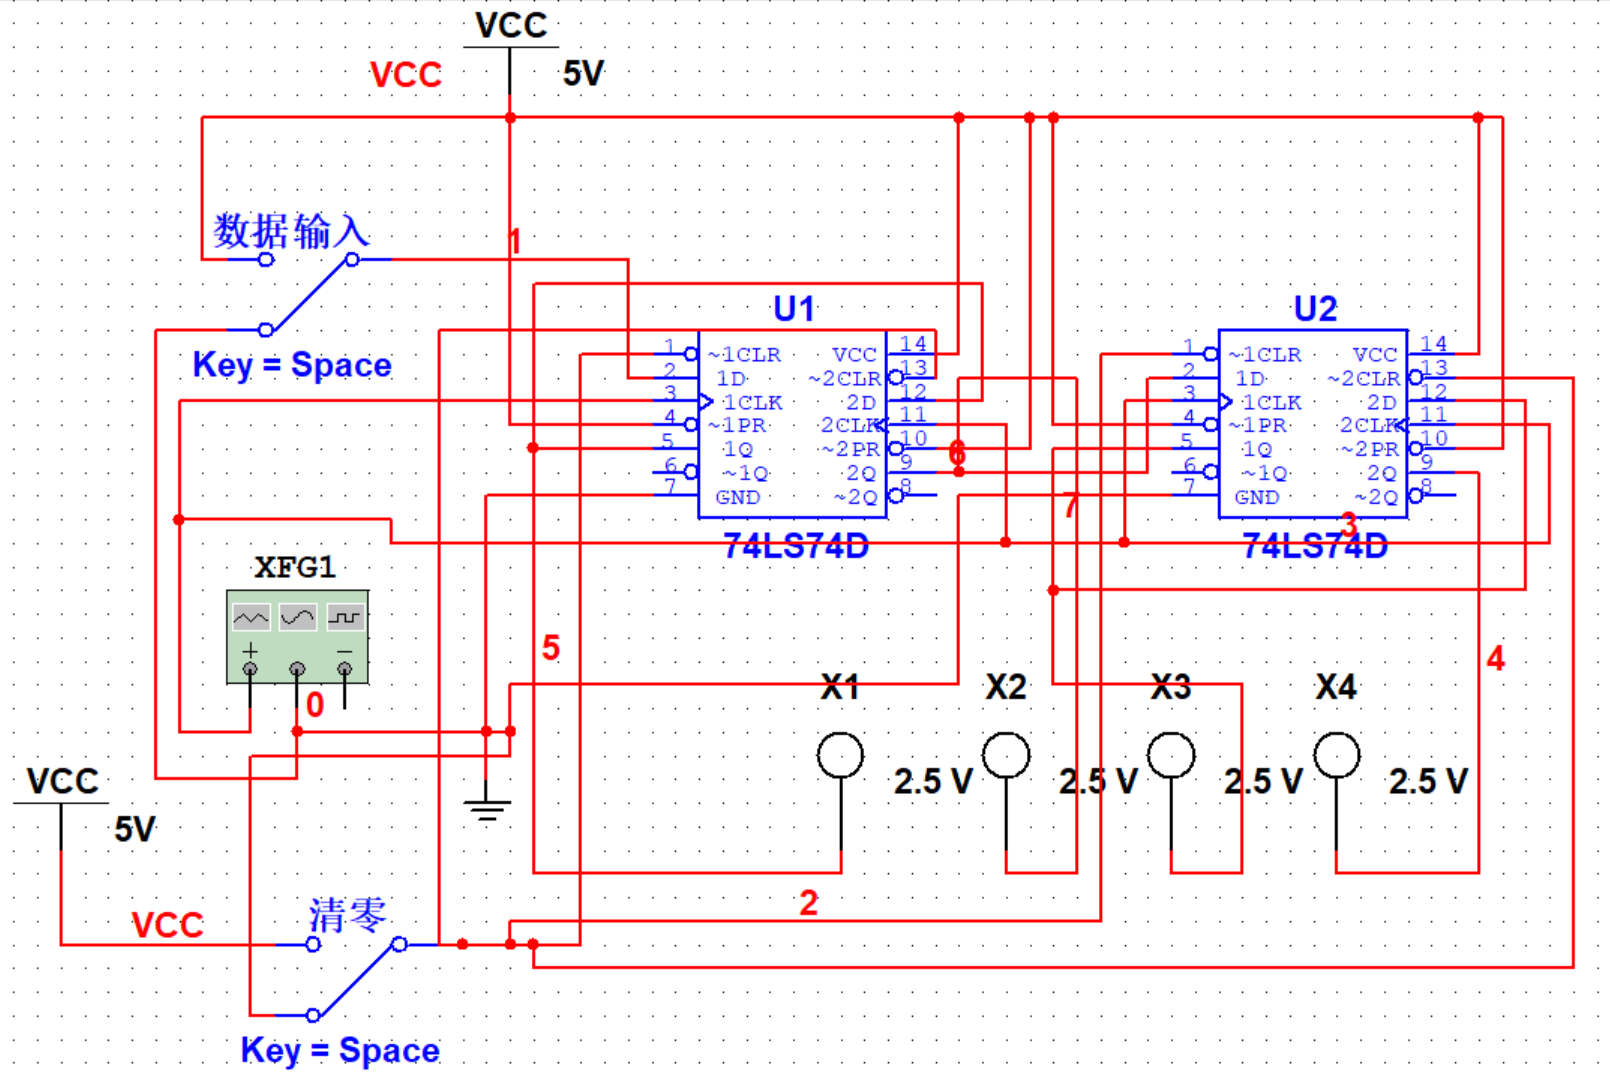 VCC
VCC
5V
数据输入
1
Key = Space
U1
1 ~1CLR VCC 14
2 1D ~2CLR 13
3 1CLK 2D 12
4 ~1PR 2CLK 11
5 1Q ~2PR 10
6 ~1Q 2Q 9
7 GND ~2Q 8
74LS74D
6
7
U2
1 ~1CLR VCC 14
2 1D ~2CLR 13
3 1CLK 2D 12
4 ~1PR 2CLK 11
5 1Q ~2PR 10
6 ~1Q 2Q 9
7 GND ~2Q 8
3
74LS74D
XFG1
+ −
0
5
4
X1
X2
X3
X4
2.5 V
2.5 V
2.5 V
2.5 V
VCC
5V
VCC
清零
2
Key = Space